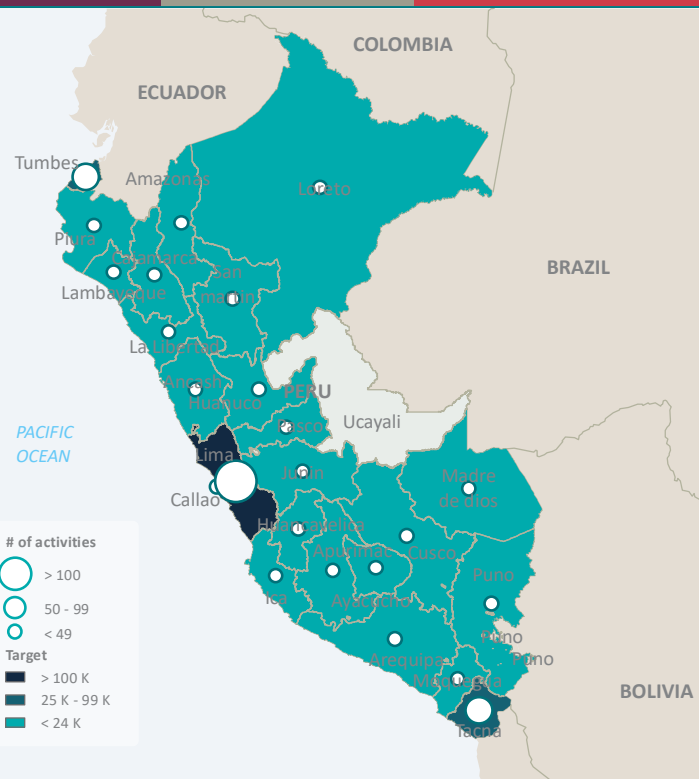 COLOMBIA
ECUADOR
Tumbes
Amazonas
Loreto
Piura
Cajamarca
San
martin
BRAZIL
Lambayeque
La Libertad
Ancash
Huanuco
PERU
Ucayali
Pasco
PACIFIC
OCEAN
Lima
Junin
Madre
de dios
Callao
Huancavelica
Apurimac
Cusco
Puno
Ica
Ayacucho
Puno
Puno
Arequipa
Moquegua
Tacna
BOLIVIA
# of activities
> 100
50 - 99
< 49
Target
> 100 K
25 K - 99 K
< 24 K